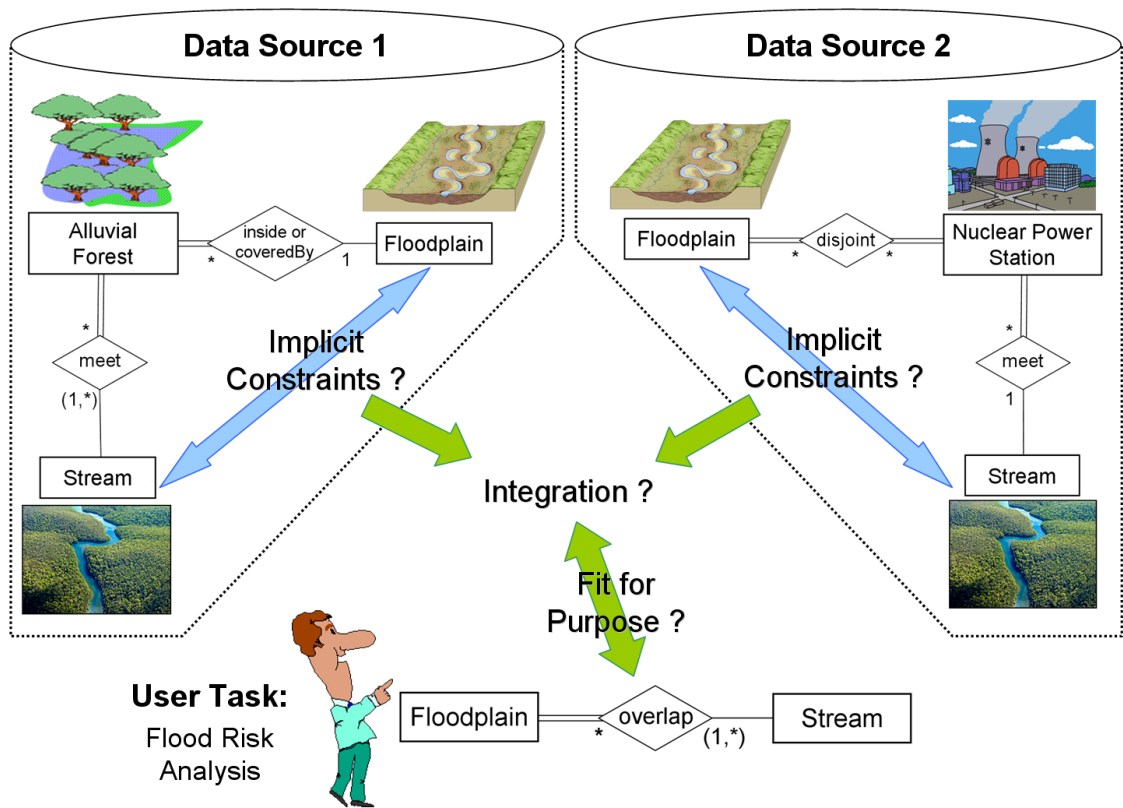 Data Source 1
Data Source 2
Alluvial
Forest
*
inside or
coveredBy
1
Floodplain
*
meet
(1,*)
Stream
Implicit
Constraints ?
Floodplain
*
disjoint
*
Nuclear Power
Station
*
meet
1
Stream
Implicit
Constraints ?
Integration ?
Fit for
Purpose ?
User Task:
Flood Risk
Analysis
Floodplain
*
overlap
(1,*)
Stream